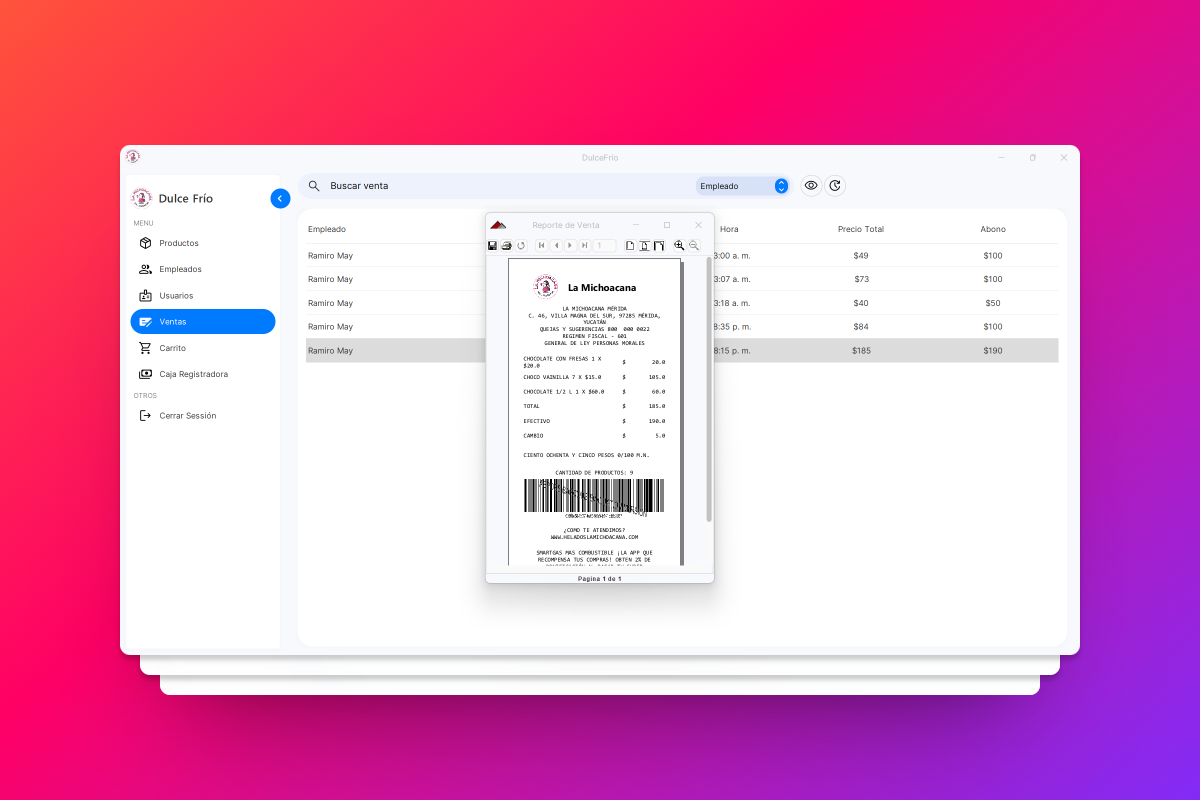 DulceFrío
Dulce Frío
MENU
Productos
Empleados
Usuarios
Ventas
Carrito
Caja Registradora
OTROS
Cerrar Sessión
Buscar venta
Empleado
Empleado
Hora
Precio Total
Abono
Ramiro May
3:00 a. m.
$49
$100
Ramiro May
3:07 a. m.
$73
$100
Ramiro May
3:18 a. m.
$40
$50
Ramiro May
8:35 p. m.
$84
$100
Ramiro May
8:15 p. m.
$185
$190
Reporte de Venta
1
La Michoacana
LA MICHOACANA MÉRIDA
C. 46, VILLA MAGNA DEL SUR, 97285 MÉRIDA,
YUCATÁN
QUEJAS Y SUGERENCIAS 800 000 0022
REGIMEN FISCAL - 601
GENERAL DE LEY PERSONAS MORALES
CHOCOLATE CON FRESAS 1 X $ 20.0
$20.0
CHOCO VAINILLA 7 X $15.0 $ 105.0
CHOCOLATE 1/2 L 1 X $60.0 $ 60.0
TOTAL $ 185.0
EFECTIVO $ 190.0
CAMBIO $ 5.0
CIENTO OCHENTA Y CINCO PESOS 0/100 M.N.
CANTIDAD DE PRODUCTOS: 9
¿COMO TE ATENDIMOS?
WWW.HELADOSLAMICHOACANA.COM
SMARTGAS MAS COMBUSTIBLE ¡LA APP QUE
RECOMPENSA TUS COMPRAS! OBTEN 2% DE
Pagina 1 de 1